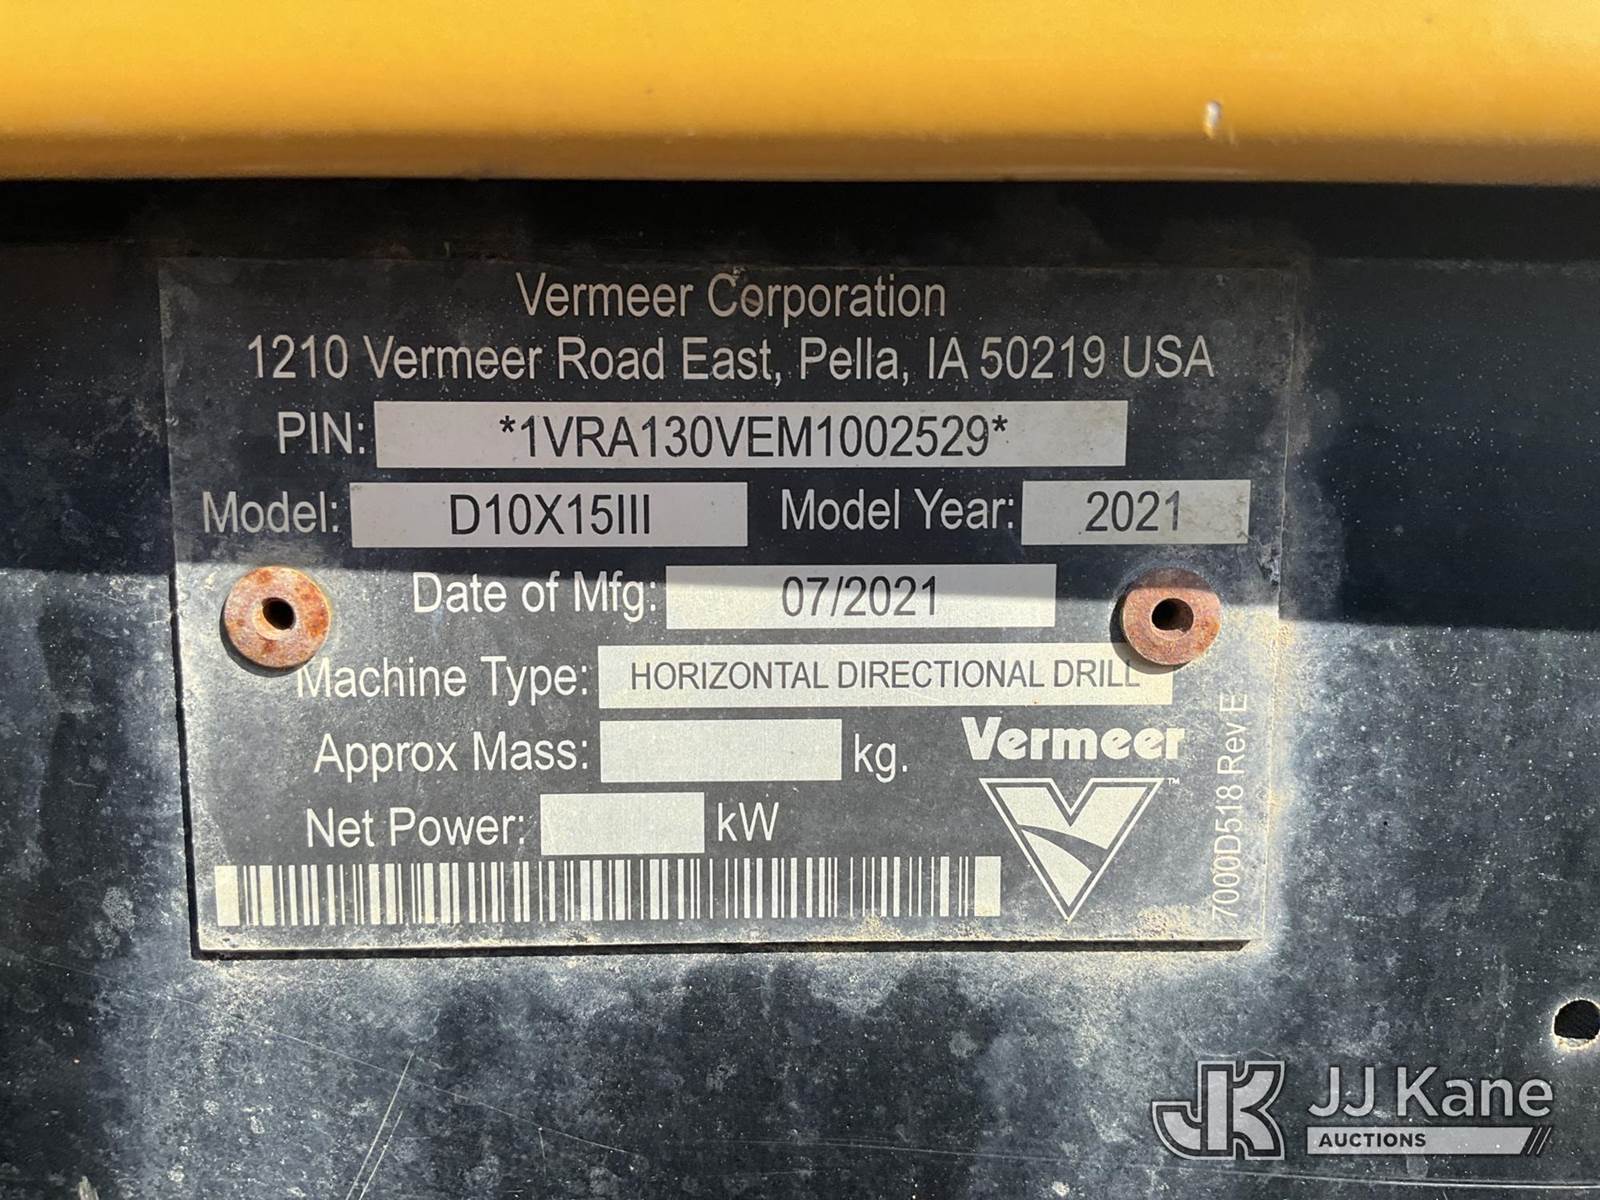 Vermeer Corporation
1210 Vermeer Road East, Pella, IA 50219 USA
PIN: *1VRA130VEM1002529*
Model: D10X15III Model Year: 2021
Date of Mfg: 07/2021
Machine Type: HORIZONTAL DIRECTIONAL DRILL
Approx Mass: kg.
Net Power: kW
Vermeer
TM
7000D518 Rev E
JK JJ Kane
AUCTIONS